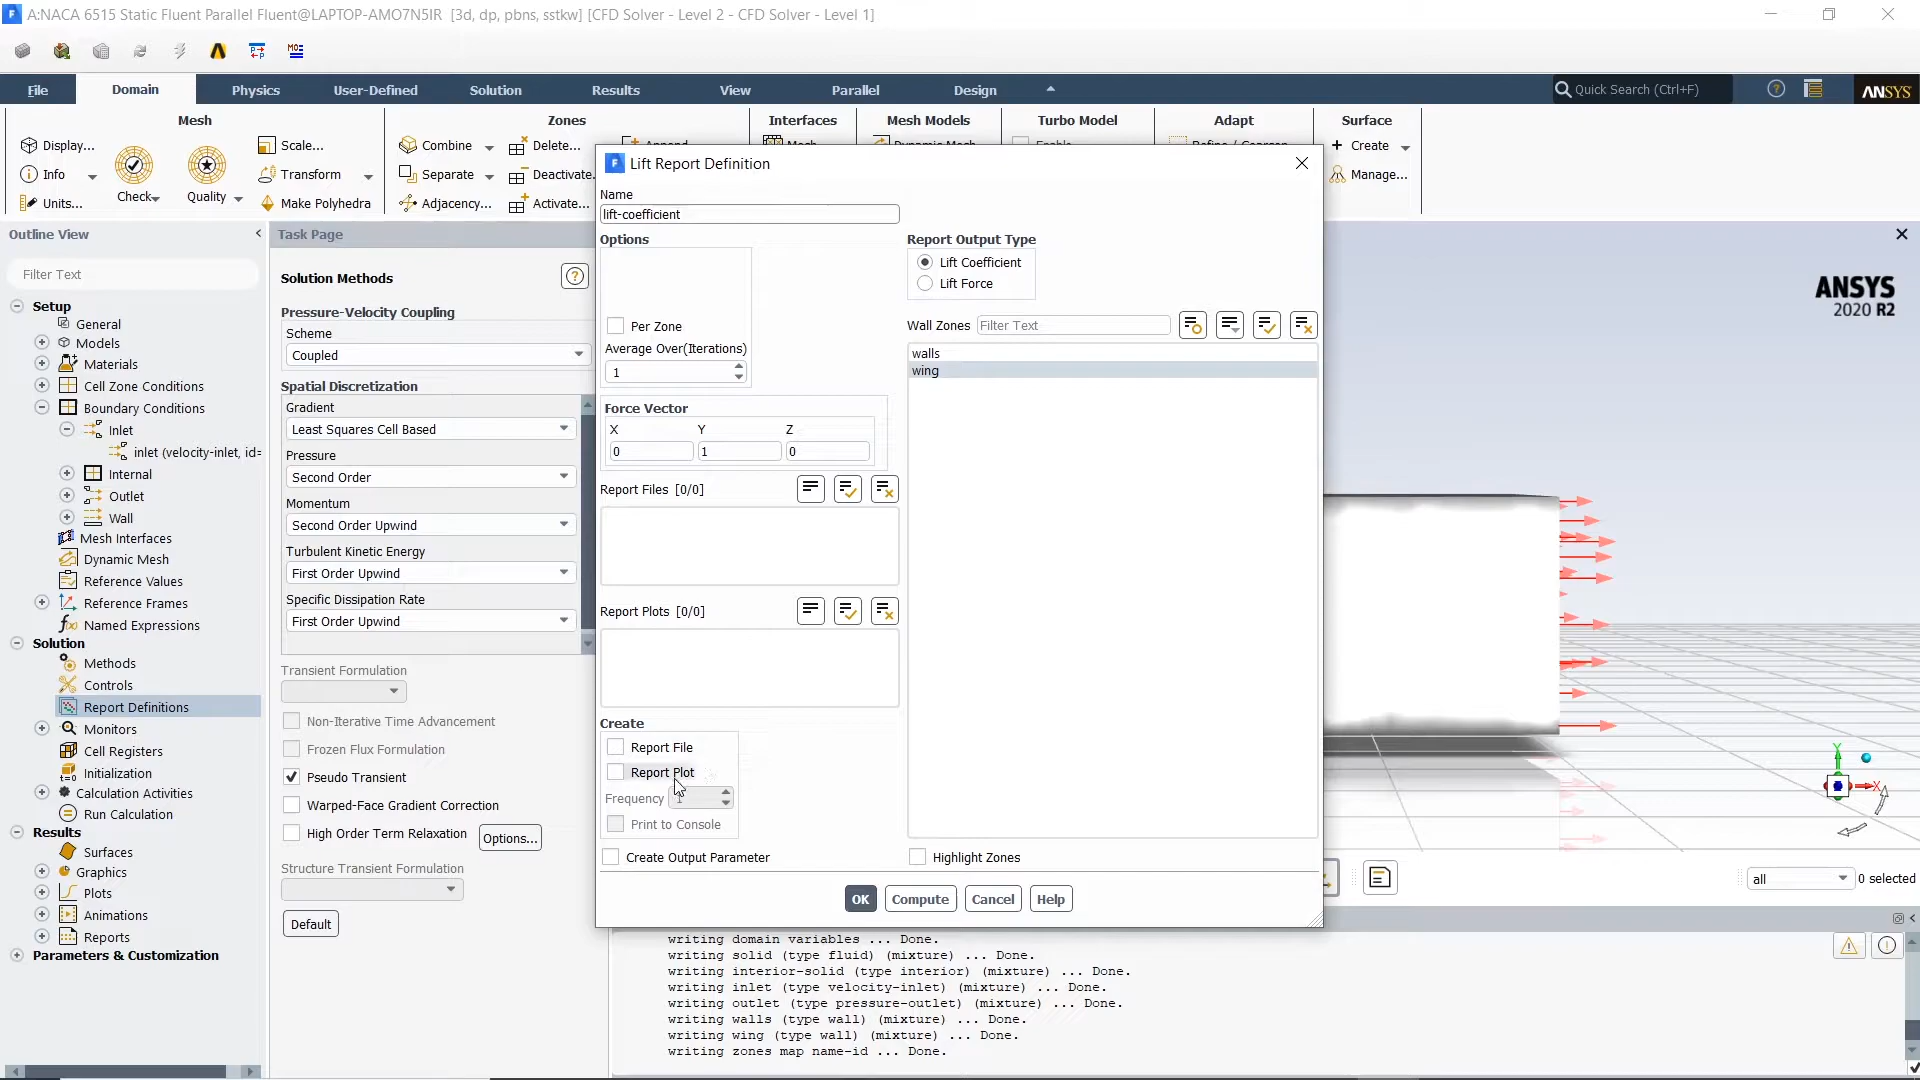 A:NACA 6515 Static Fluent Parallel Fluent@LAPTOP-AMO7N5IR [3d, dp, pbns, sstkw] [CFD Solver - Level 2 - CFD Solver - Level 1]
File
Domain
Physics
User-Defined
Solution
Results
View
Parallel
Design
Quick Search (Ctrl+F)
ANSYS
Mesh
Display...
Info
Units...
Check
Quality
Scale...
Transform
Make Polyhedra
Zones
Combine
Separate
Adjacency...
Delete...
Deactivate.
Activate...
Append
Interfaces
Mesh
Mesh Models
Dynamic Mesh
Turbo Model
Enable
Adapt
Refine / Coarsen
Surface
Create
Manage...
Outline View
Filter Text
Setup
General
Models
Materials
Cell Zone Conditions
Boundary Conditions
Inlet
inlet (velocity-inlet, id=
Internal
Outlet
Wall
Mesh Interfaces
Dynamic Mesh
Reference Values
Reference Frames
Named Expressions
Solution
Methods
Controls
Report Definitions
Monitors
Cell Registers
Initialization
Calculation Activities
Run Calculation
Results
Surfaces
Graphics
Plots
Animations
Reports
Parameters & Customization
Task Page
Solution Methods
Pressure-Velocity Coupling
Scheme
Coupled
Spatial Discretization
Gradient
Least Squares Cell Based
Pressure
Second Order
Momentum
Second Order Upwind
Turbulent Kinetic Energy
First Order Upwind
Specific Dissipation Rate
First Order Upwind
Transient Formulation
Non-Iterative Time Advancement
Frozen Flux Formulation
Pseudo Transient
Warped-Face Gradient Correction
High Order Term Relaxation
Options...
Structure Transient Formulation
Default
Lift Report Definition
Name
lift-coefficient
Options
Per Zone
Average Over(Iterations)
1
Force Vector
X Y Z
0 1 0
Report Files [0/0]
Report Plots [0/0]
Create
Report File
Report Plot
Frequency 1
Print to Console
Create Output Parameter
Report Output Type
Lift Coefficient
Lift Force
Wall Zones
Filter Text
walls
wing
Highlight Zones
OK
Compute
Cancel
Help
ANSYS
2020 R2
Y
X
all
0 selected
writing domain variables ... Done.
writing solid (type fluid) (mixture) ... Done.
writing interior-solid (type interior) (mixture) ... Done.
writing inlet (type velocity-inlet) (mixture) ... Done.
writing outlet (type pressure-outlet) (mixture) ... Done.
writing walls (type wall) (mixture) ... Done.
writing wing (type wall) (mixture) ... Done.
writing zones map name-id ... Done.